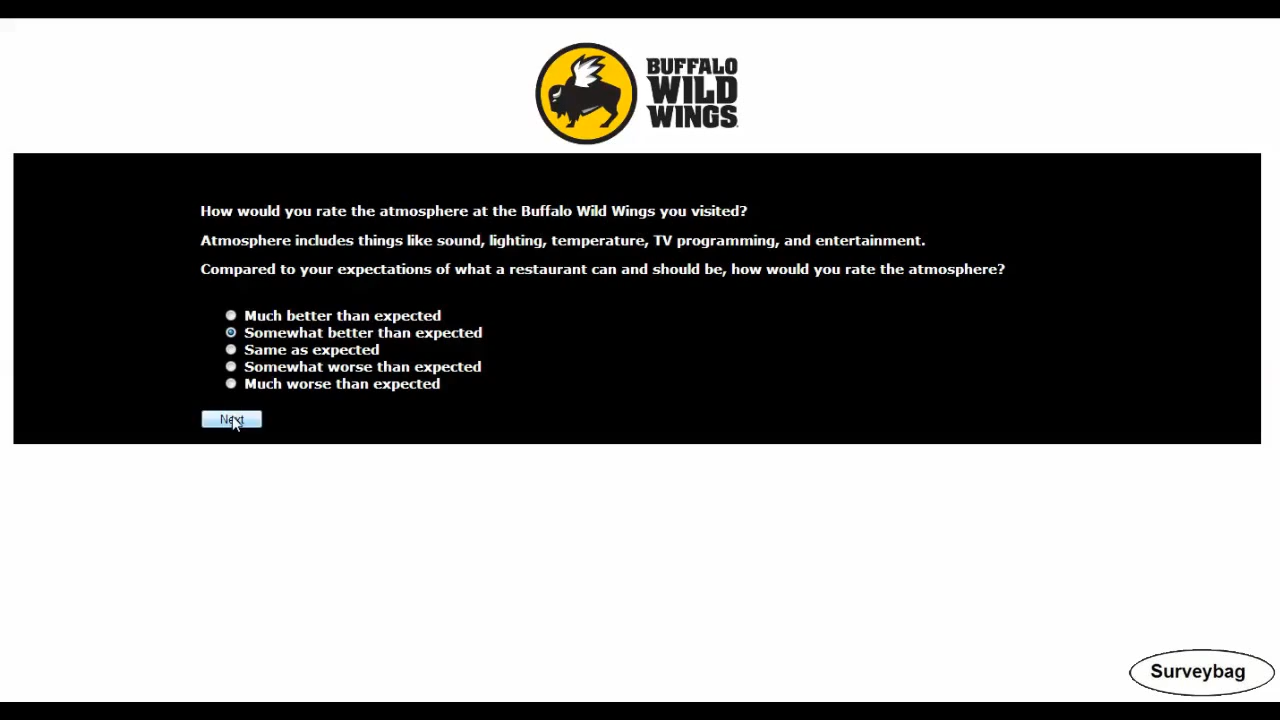 BUFFALO
WILD
WINGS
How would you rate the atmosphere at the Buffalo Wild Wings you visited?
Atmosphere includes things like sound, lighting, temperature, TV programming, and entertainment.
Compared to your expectations of what a restaurant can and should be, how would you rate the atmosphere?
Much better than expected
Somewhat better than expected
Same as expected
Somewhat worse than expected
Much worse than expected
Next
Surveybag